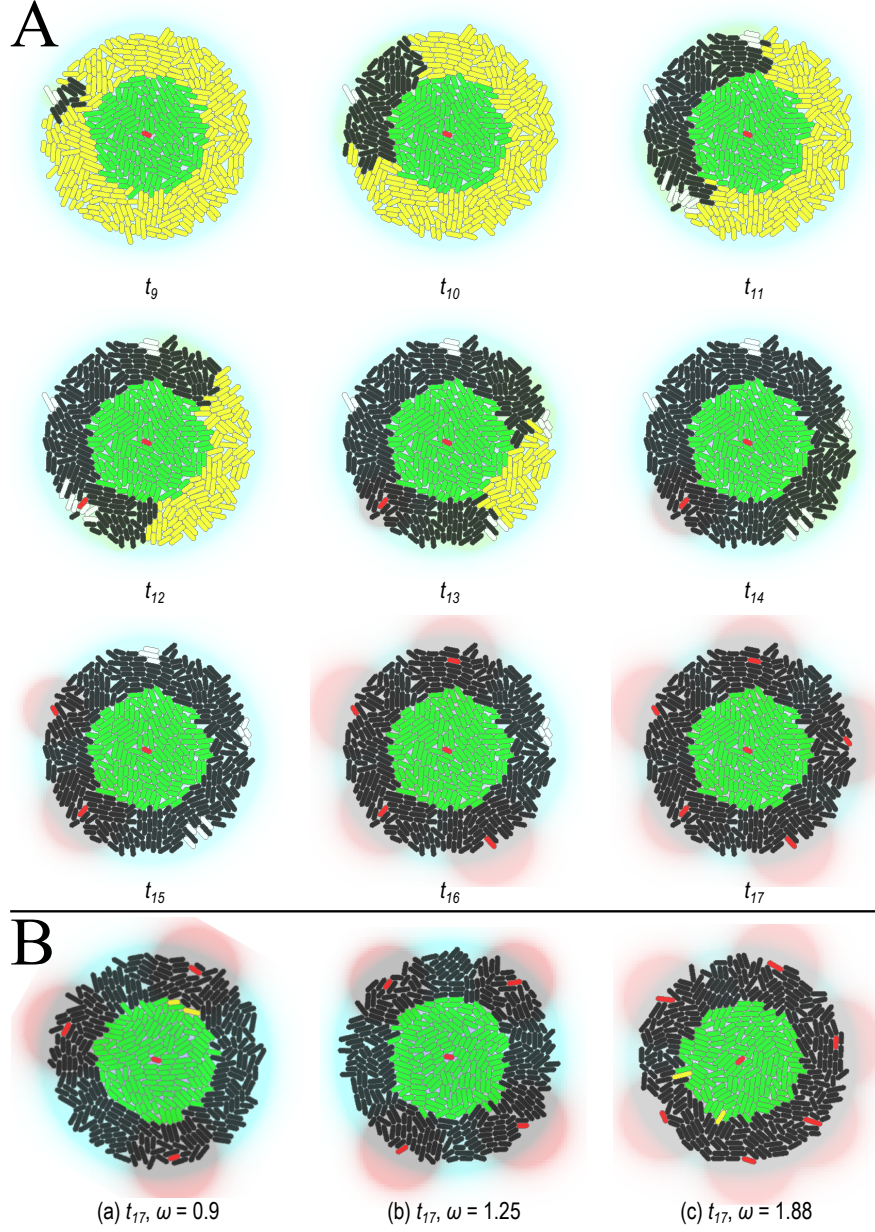 A
t9 t10 t11
t12 t13 t14
t15 t16 t17
B
(a) t17, ω = 0.9 (b) t17, ω = 1.25 (c) t17, ω = 1.88